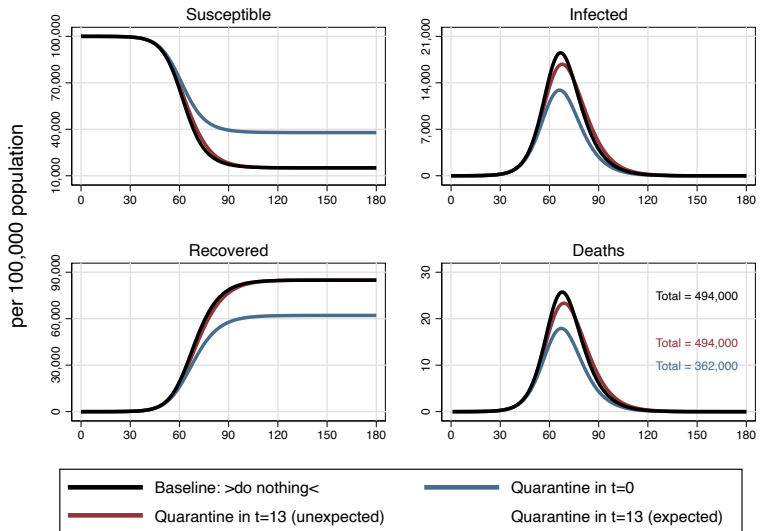 Susceptible
Infected
100,000
70,000
40,000
10,000
0 30 60 90 120 150 180
21,000
14,000
7,000
0
0 30 60 90 120 150 180
per 100,000 population
Recovered
Deaths
90,000
60,000
30,000
0
0 30 60 90 120 150 180
30
20
10
0
Total = 494,000
Total = 494,000
Total = 362,000
0 30 60 90 120 150 180
Baseline: >do nothing<
Quarantine in t=0
Quarantine in t=13 (unexpected)
Quarantine in t=13 (expected)